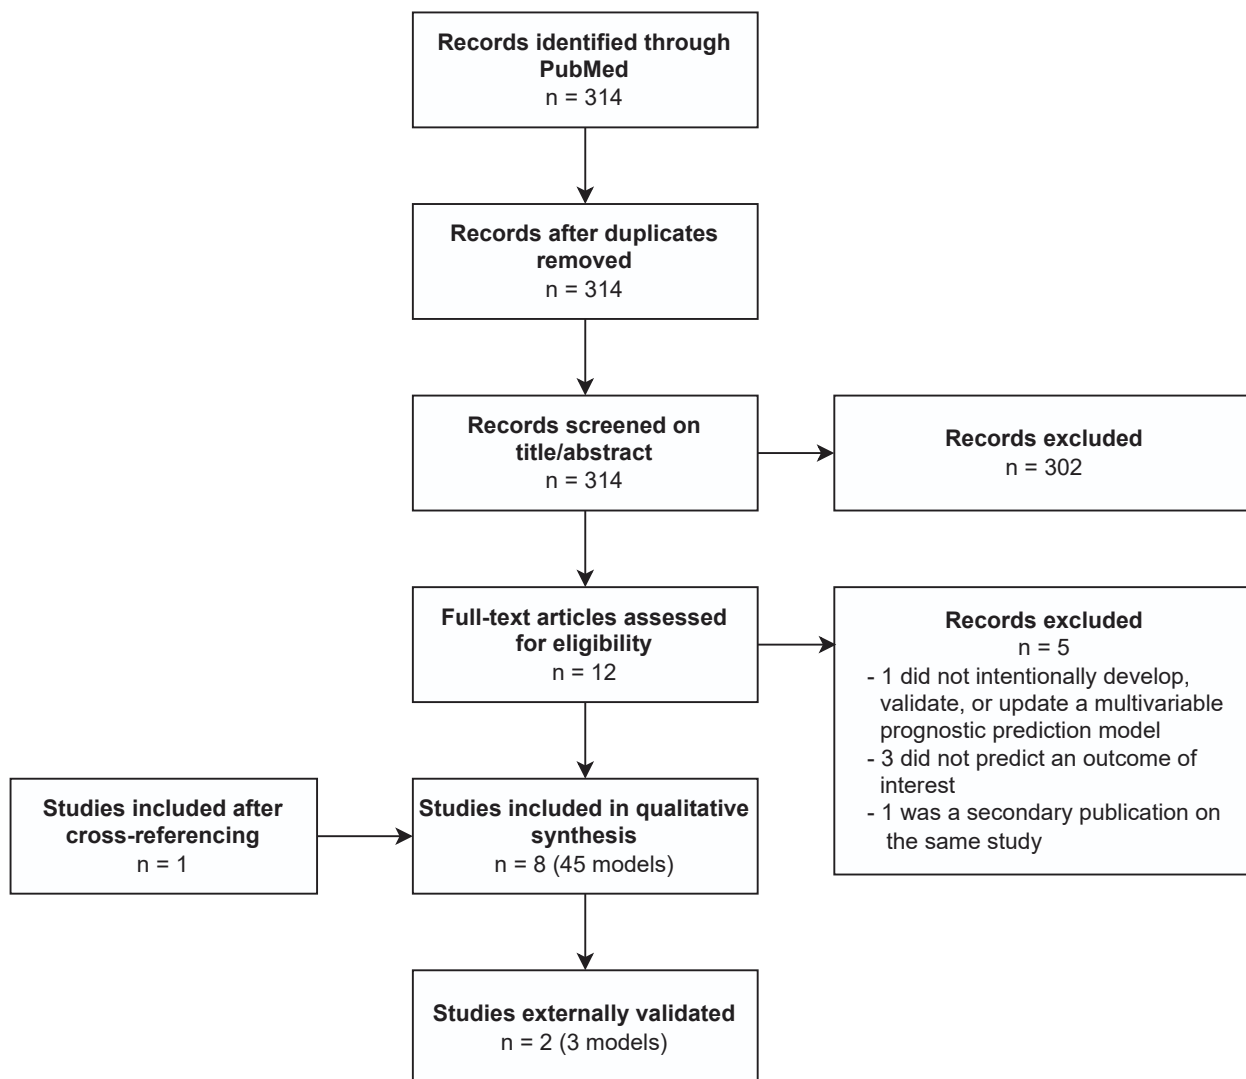 Records identified through
PubMed
n = 314
Records after duplicates
removed
n = 314
Records screened on
title/abstract
n = 314
Records excluded
n = 302
Full-text articles assessed
for eligibility
n = 12
Records excluded
n = 5
- 1 did not intentionally develop,
validate, or update a multivariable
prognostic prediction model
- 3 did not predict an outcome of
interest
- 1 was a secondary publication on
the same study
Studies included after
cross-referencing
n = 1
Studies included in qualitative
synthesis
n = 8 (45 models)
Studies externally validated
n = 2 (3 models)